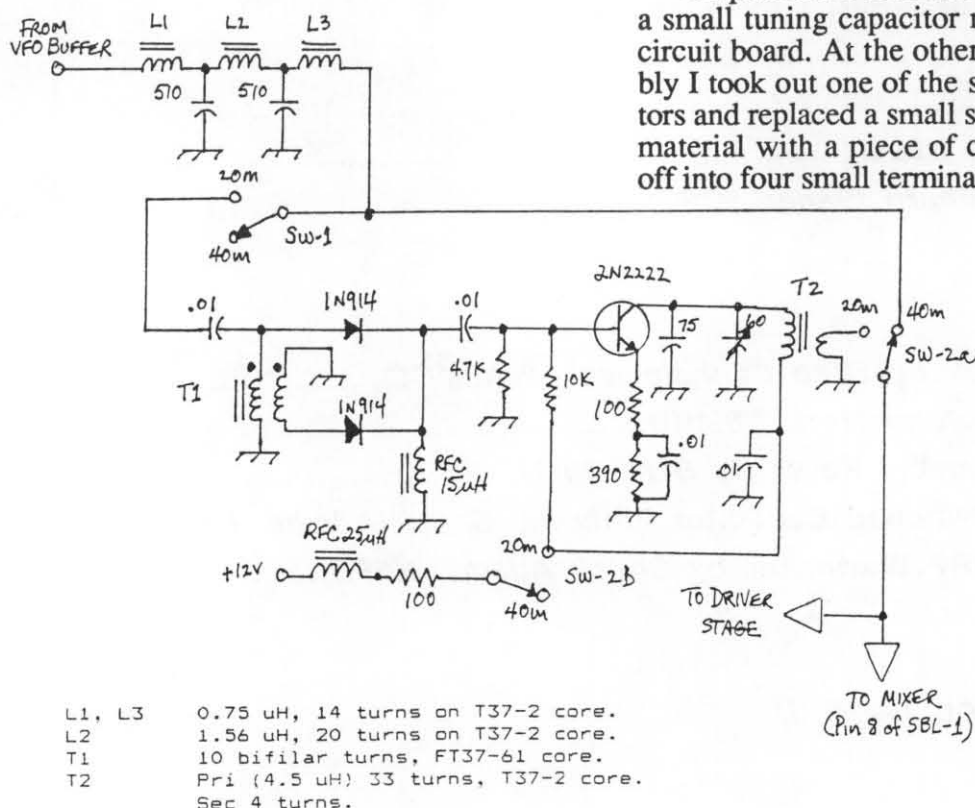 FROM
VFO BUFFER
L1
L2
L3
510
510
a small tuning capacitor
circuit board. At the other
bly I took out one of the
tors and replaced a small
material with a piece of
off into four small
20m
40m
SW-1
.01
1N914
.01
2N2222
T2
20m
40m
SW-2a
T1
1N914
4.7K
10K
75
60
100
390
.01
.01
RFC
15uH
RFC 25uH
+12V
100
20m
SW-2B
40m
TO DRIVER
STAGE
TO MIXER
(Pin 8 of SBL-1)
L1, L3 0.75 uH, 14 turns on T37-2 core.
L2 1.56 uH, 20 turns on T37-2 core.
T1 10 bifilar turns, FT37-61 core.
T2 Pri (4.5 uH) 33 turns, T37-2 core.
Sec 4 turns.